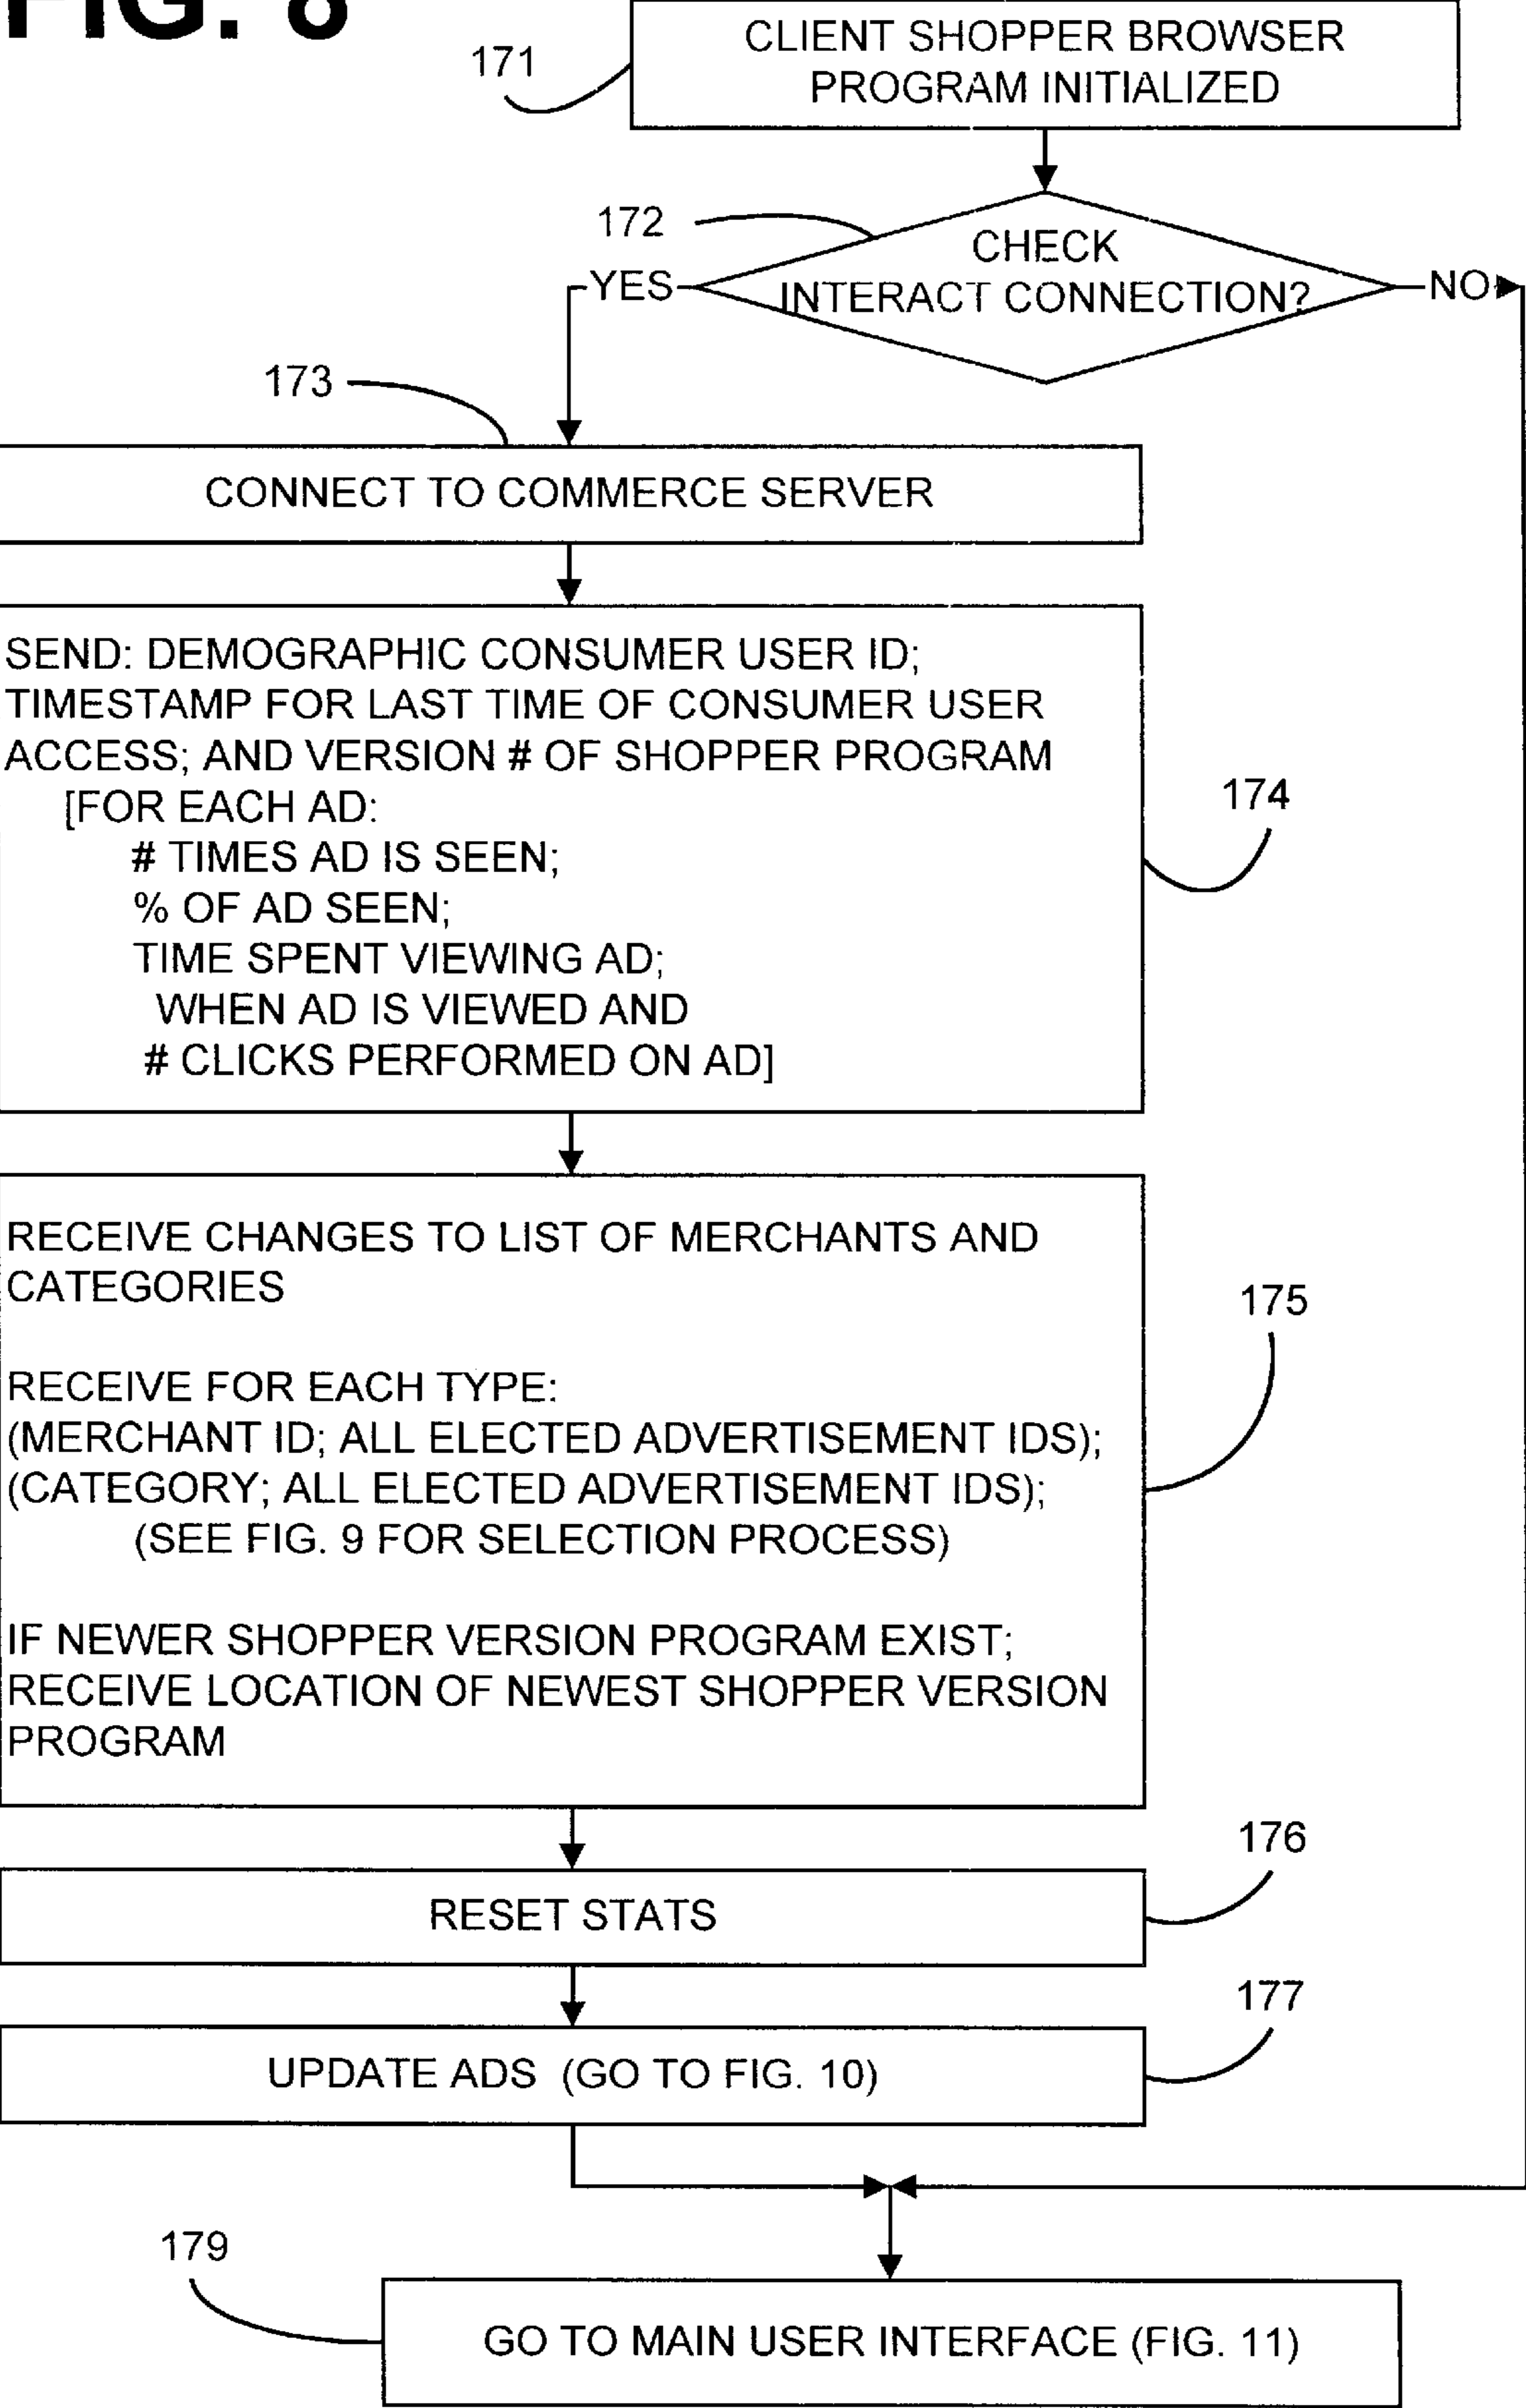 FIG. 8
CLIENT SHOPPER BROWSER
PROGRAM INITIALIZED
171
172
CHECK
INTERACT CONNECTION?
YES
NO
173
CONNECT TO COMMERCE SERVER
SEND: DEMOGRAPHIC CONSUMER USER ID;
TIMESTAMP FOR LAST TIME OF CONSUMER USER
ACCESS; AND VERSION # OF SHOPPER PROGRAM
[FOR EACH AD:
# TIMES AD IS SEEN;
% OF AD SEEN;
TIME SPENT VIEWING AD;
WHEN AD IS VIEWED AND
# CLICKS PERFORMED ON AD]
174
RECEIVE CHANGES TO LIST OF MERCHANTS AND
CATEGORIES
RECEIVE FOR EACH TYPE:
(MERCHANT ID; ALL ELECTED ADVERTISEMENT IDS);
(CATEGORY; ALL ELECTED ADVERTISEMENT IDS);
(SEE FIG. 9 FOR SELECTION PROCESS)
IF NEWER SHOPPER VERSION PROGRAM EXIST;
RECEIVE LOCATION OF NEWEST SHOPPER VERSION
PROGRAM
175
RESET STATS
176
UPDATE ADS (GO TO FIG. 10)
177
179
GO TO MAIN USER INTERFACE (FIG. 11)